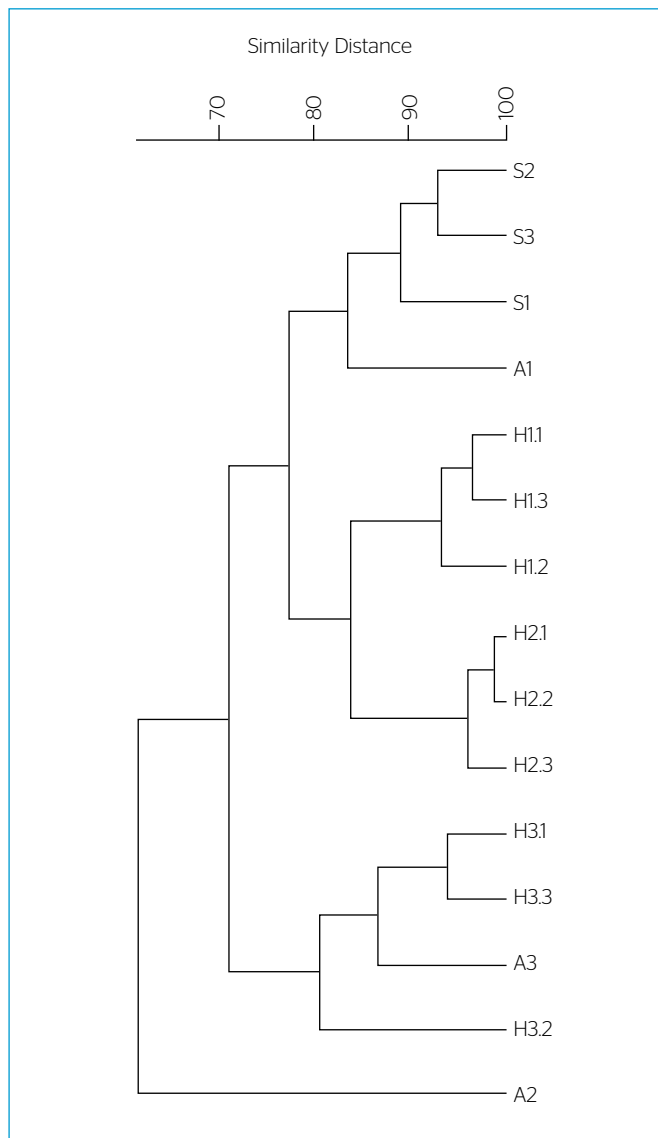 Similarity Distance
70 80 90 100
S2
S3
S1
A1
H1.1
H1.3
H1.2
H2.1
H2.2
H2.3
H3.1
H3.3
A3
H3.2
A2